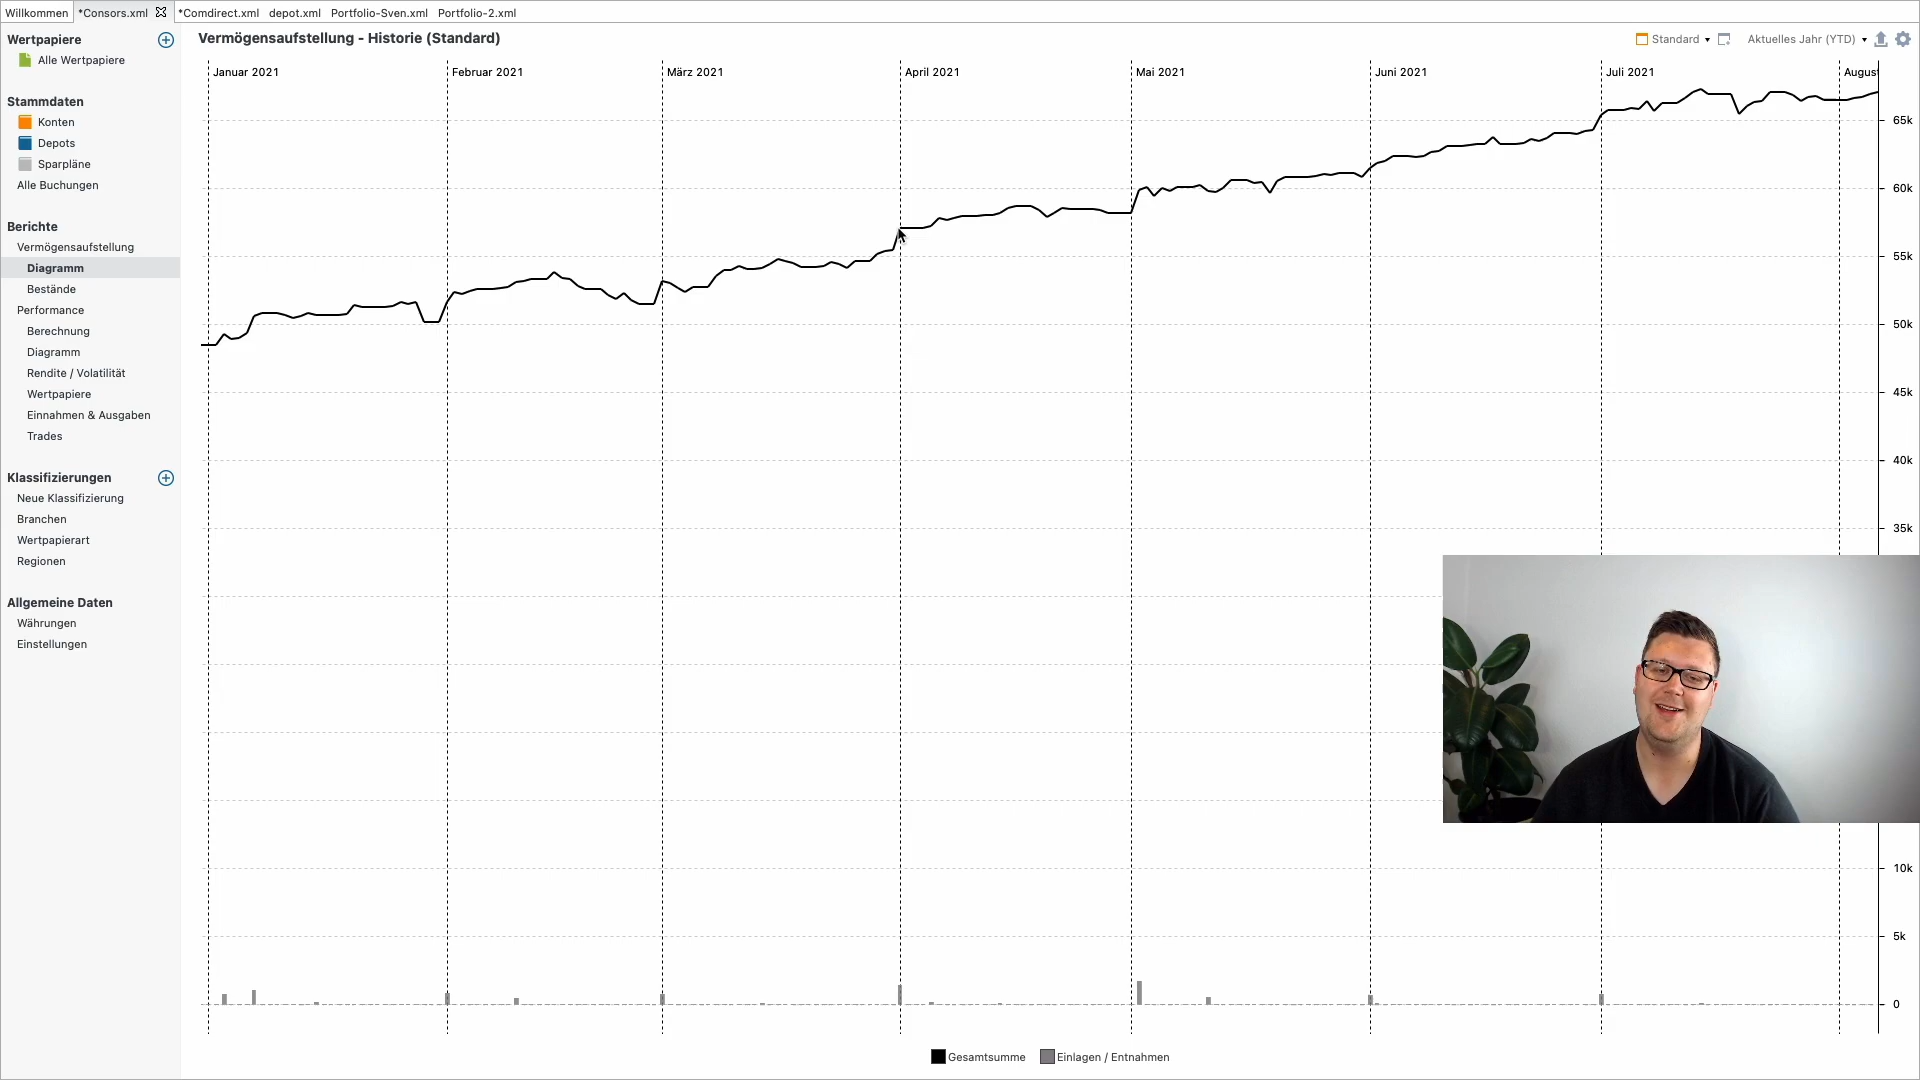 Willkommen *Consors.xml *Comdirect.xml depot.xml Portfolio-Sven.xml Portfolio-2.xml
Wertpapiere
Alle Wertpapiere
Stammdaten
Konten
Depots
Sparpläne
Alle Buchungen
Berichte
Vermögensaufstellung
Diagramm
Bestände
Performance
Berechnung
Diagramm
Rendite / Volatilität
Wertpapiere
Einnahmen & Ausgaben
Trades
Klassifizierungen
Neue Klassifizierung
Branchen
Wertpapierart
Regionen
Allgemeine Daten
Währungen
Einstellungen
Vermögensaufstellung - Historie (Standard)
Standard Aktuelles Jahr (YTD)
Januar 2021 Februar 2021 März 2021 April 2021 Mai 2021 Juni 2021 Juli 2021 August
65k
60k
55k
50k
45k
40k
35k
10k
5k
0
Gesamtsumme Einlagen / Entnahmen